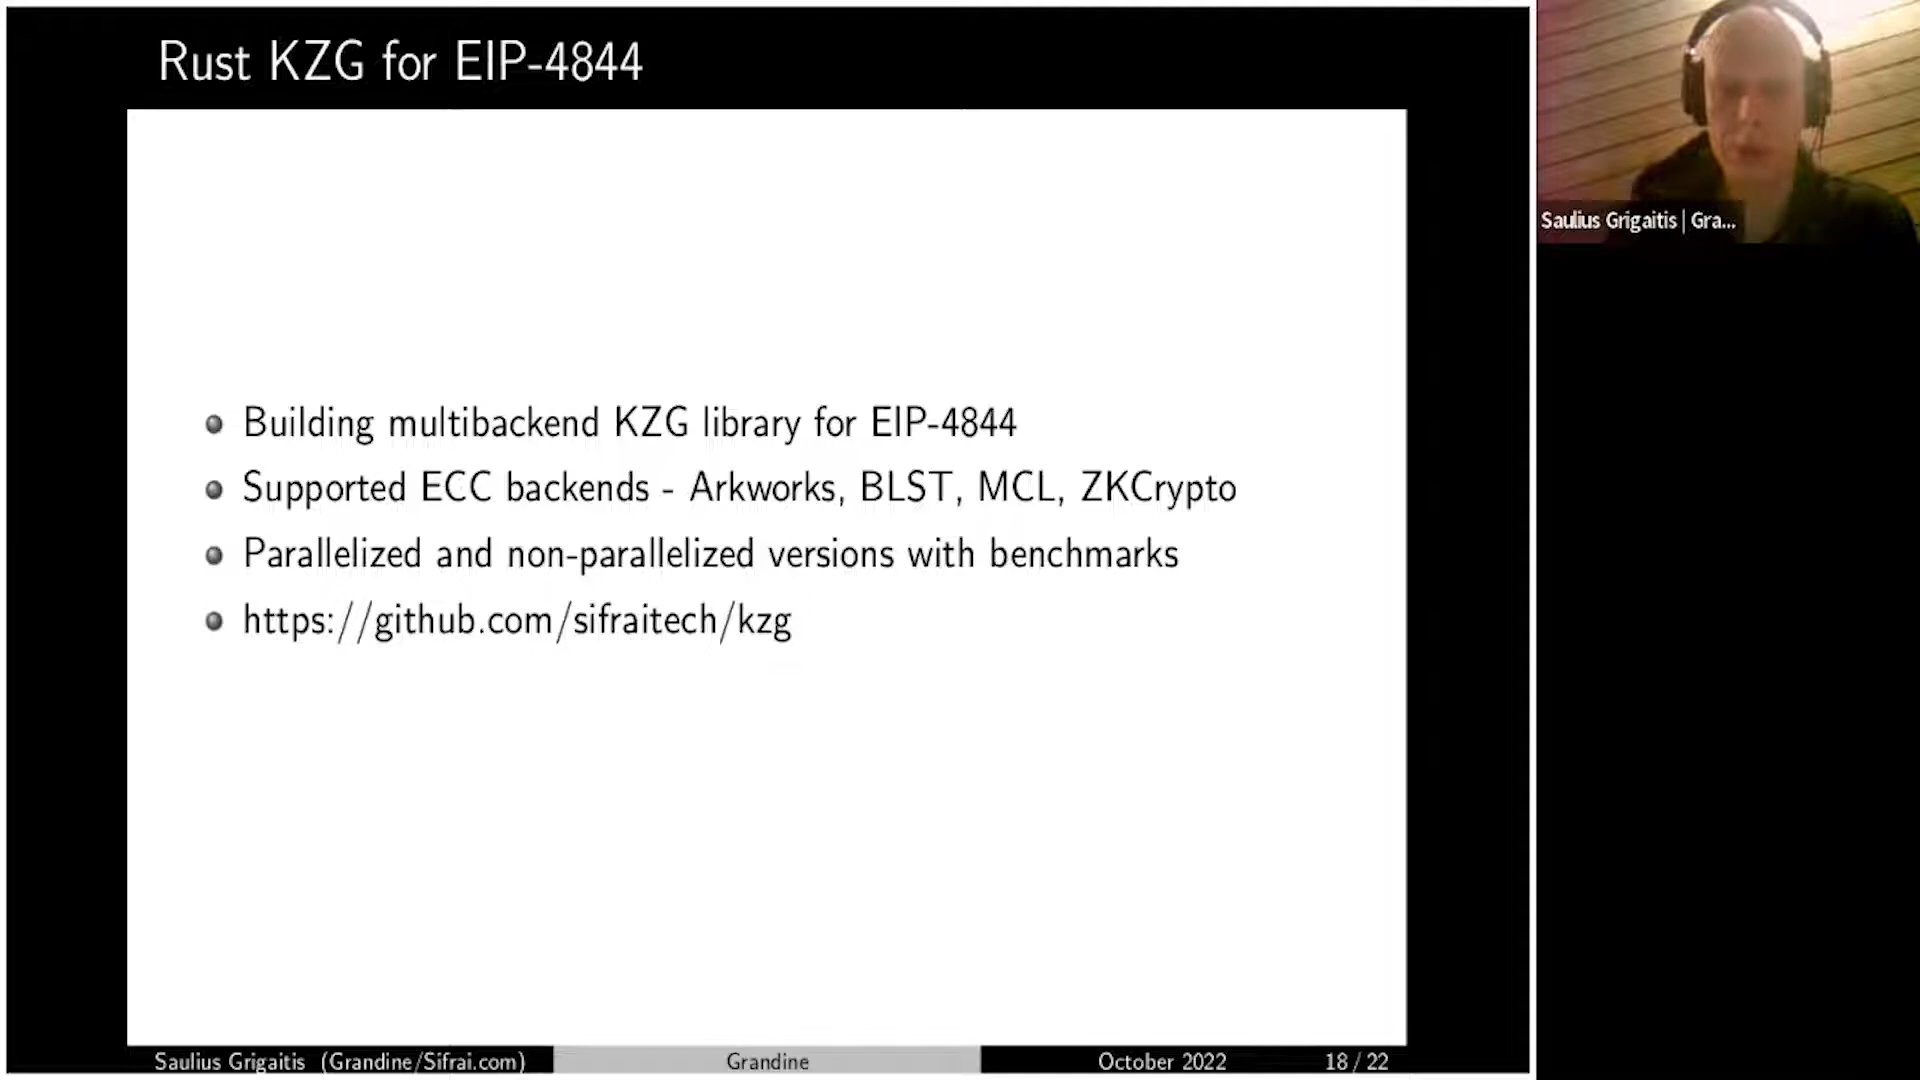 Rust KZG for EIP-4844
Building multibackend KZG library for EIP-4844
Supported ECC backends - Arkworks, BLST, MCL, ZKCrypto
Parallelized and non-parallelized versions with benchmarks
https://github.com/sifraitech/kzg
Saulius Grigaitis (Grandine/Sifrai.com)
Grandine
October 2022
18 / 22
Saulius Grigaitis | Gra...